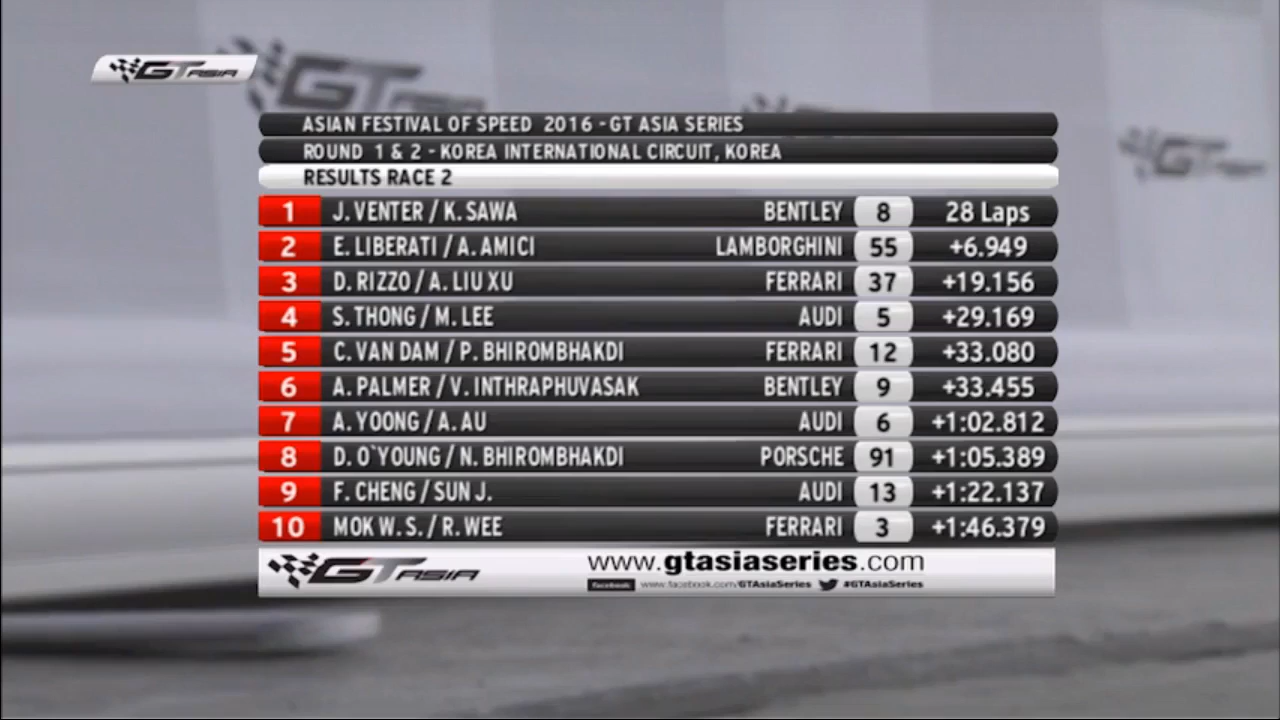 GT ASIA
GT ASIA
GT
ASIAN FESTIVAL OF SPEED 2016 - GT ASIA SERIES
ROUND 1 & 2 - KOREA INTERNATIONAL CIRCUIT, KOREA
RESULTS RACE 2
1 J. VENTER / K. SAWA BENTLEY 8 28 Laps
2 E. LIBERATI / A. AMICI LAMBORGHINI 55 +6.949
3 D. RIZZO / A. LIU XU FERRARI 37 +19.156
4 S. THONG / M. LEE AUDI 5 +29.169
5 C. VAN DAM / P. BHIROMBHAKDI FERRARI 12 +33.080
6 A. PALMER / V. INTHRAPHUVASAK BENTLEY 9 +33.455
7 A. YOONG / A. AU AUDI 6 +1:02.812
8 D. O`YOUNG / N. BHIROMBHAKDI PORSCHE 91 +1:05.389
9 F. CHENG / SUN J. AUDI 13 +1:22.137
10 MOK W. S. / R. WEE FERRARI 3 +1:46.379
GT ASIA www.gtasiaseries.com
facebook www.facebook.com/GTAsiaSeries #GTAsiaSeries